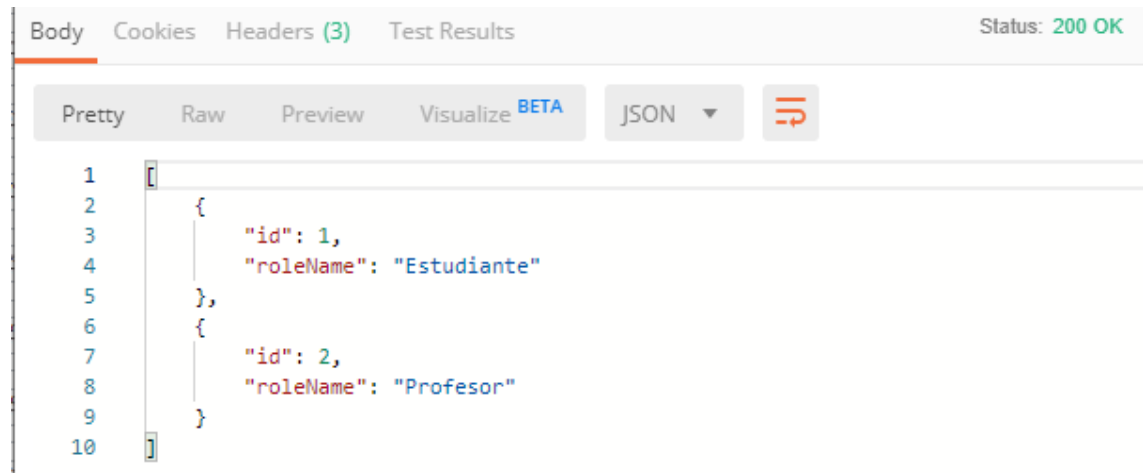 Body Cookies Headers (3) Test Results Status: 200 OK
Pretty Raw Preview Visualize BETA JSON
1 [
2 {
3 "id": 1,
4 "roleName": "Estudiante"
5 },
6 {
7 "id": 2,
8 "roleName": "Profesor"
9 }
10 ]